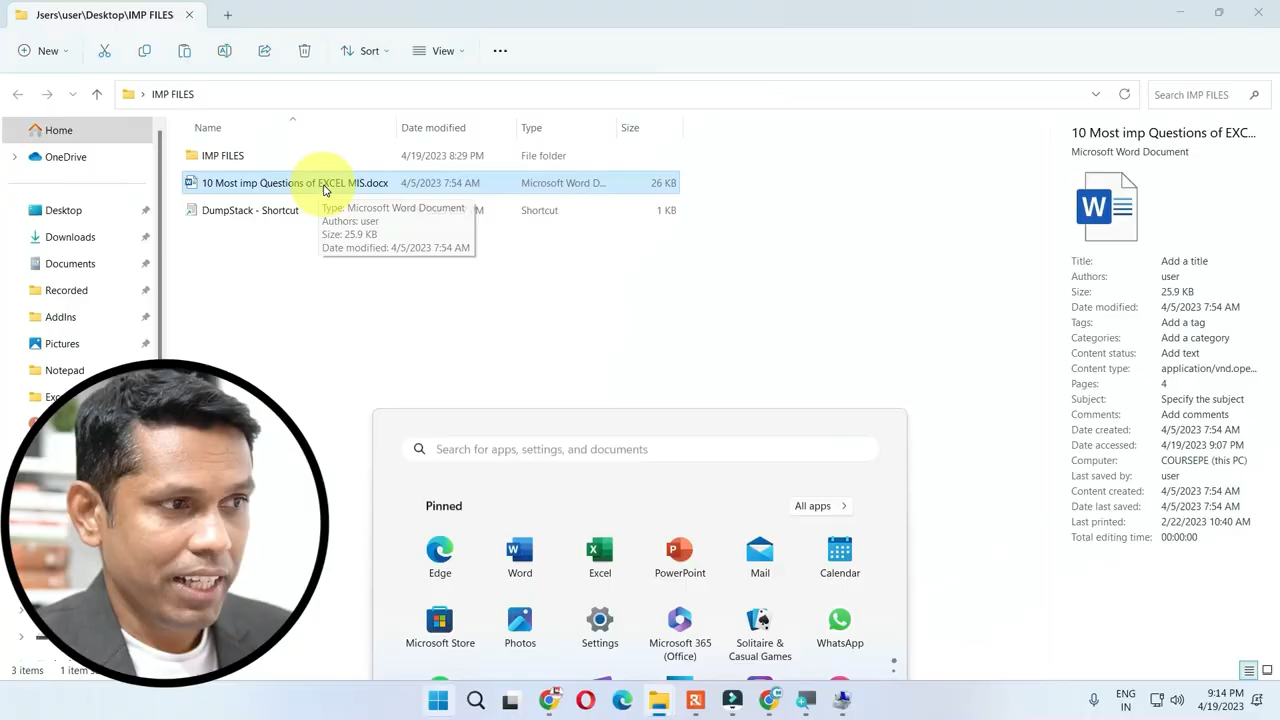 Jsers\user\Desktop\IMP FILES
New
Sort
View
IMP FILES
Search IMP FILES
Home
OneDrive
Desktop
Downloads
Documents
Recorded
AddIns
Pictures
Notepad
Name Date modified Type Size
IMP FILES 4/19/2023 8:29 PM File folder
10 Most imp Questions of EXCEL MIS.docx 4/5/2023 7:54 AM Microsoft Word D... 26 KB
DumpStack - Shortcut Shortcut 1 KB
Type: Microsoft Word Document
Authors: user
Size: 25.9 KB
Date modified: 4/5/2023 7:54 AM
10 Most imp Questions of EXC...
Microsoft Word Document
W
Title: Add a title
Authors: user
Size: 25.9 KB
Date modified: 4/5/2023 7:54 AM
Tags: Add a tag
Categories: Add a category
Content status: Add text
Content type: application/vnd.ope...
Pages: 4
Subject: Specify the subject
Comments: Add comments
Date created: 4/5/2023 7:54 AM
Date accessed: 4/19/2023 9:07 PM
Computer: COURSEPE (this PC)
Last saved by: user
Content created: 4/5/2023 7:54 AM
Date last saved: 4/5/2023 7:54 AM
Last printed: 2/22/2023 10:40 AM
Total editing time: 00:00:00
Search for apps, settings, and documents
Pinned All apps
Edge Word Excel PowerPoint Mail Calendar
Microsoft Store Photos Settings Microsoft 365 (Office) Solitaire & Casual Games WhatsApp
3 items 1 item
ENG
IN
9:14 PM
4/19/2023